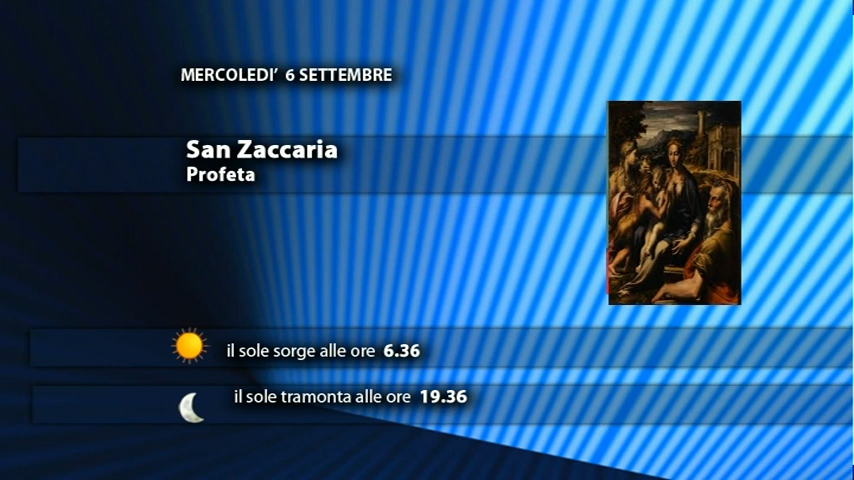 MERCOLEDI’ 6 SETTEMBRE
San Zaccaria
Profeta
il sole sorge alle ore 6.36
il sole tramonta alle ore 19.36